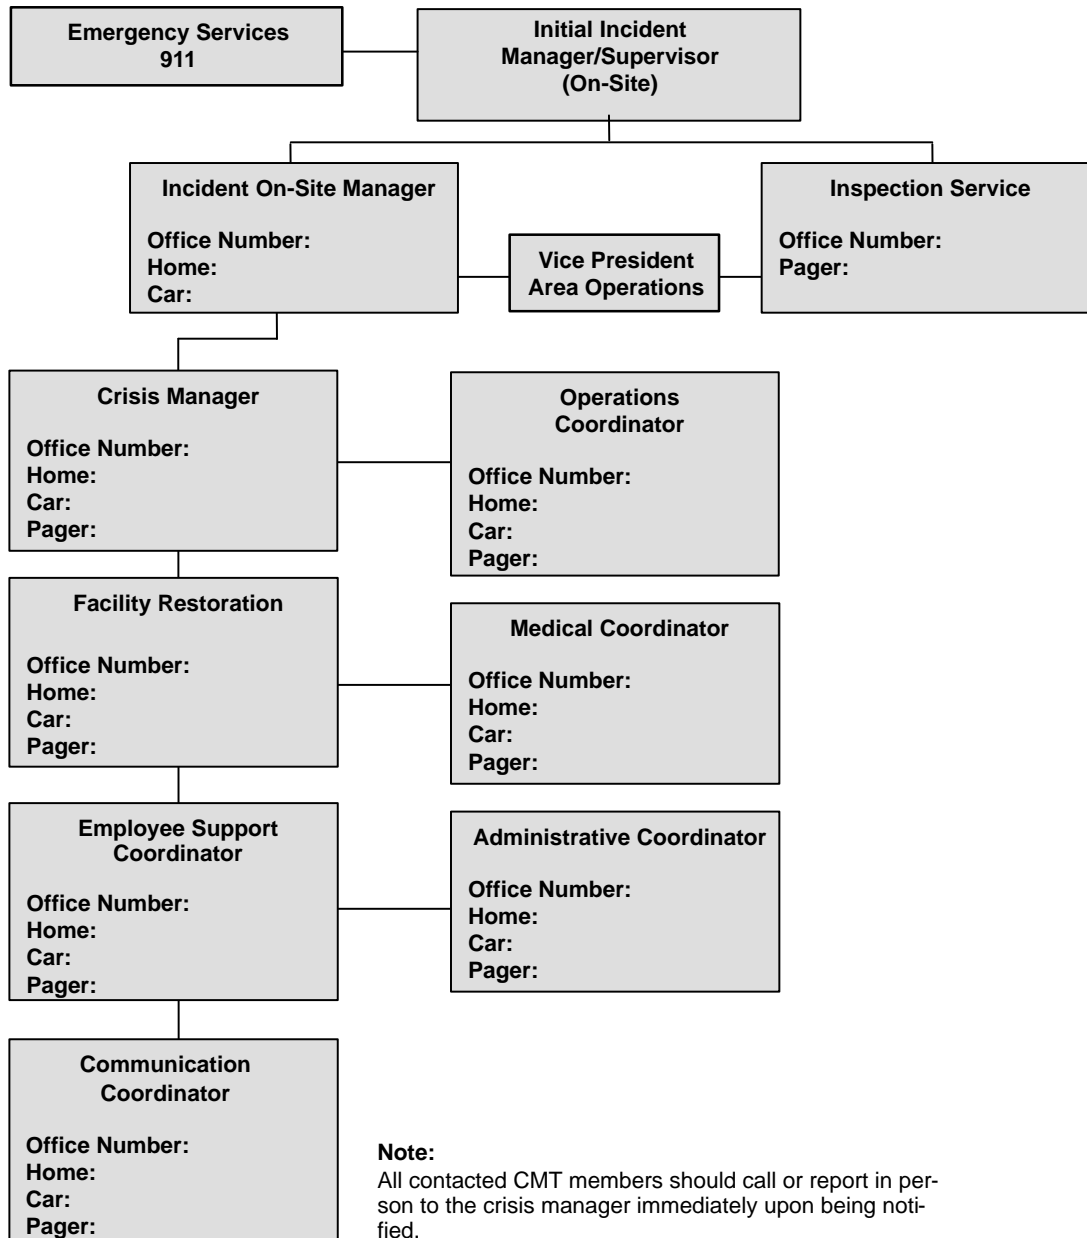 Emergency Services
911
Initial Incident
Manager/Supervisor
(On-Site)
Incident On-Site Manager
Office Number:
Home:
Car:
Vice President
Area Operations
Inspection Service
Office Number:
Pager:
Crisis Manager
Office Number:
Home:
Car:
Pager:
Operations
Coordinator
Office Number:
Home:
Car:
Pager:
Facility Restoration
Office Number:
Home:
Car:
Pager:
Medical Coordinator
Office Number:
Home:
Car:
Pager:
Employee Support
Coordinator
Office Number:
Home:
Car:
Pager:
Administrative Coordinator
Office Number:
Home:
Car:
Pager:
Communication
Coordinator
Office Number:
Home:
Car:
Pager:
Note:
All contacted CMT members should call or report in per-
son to the crisis manager immediately upon being noti-
fied.